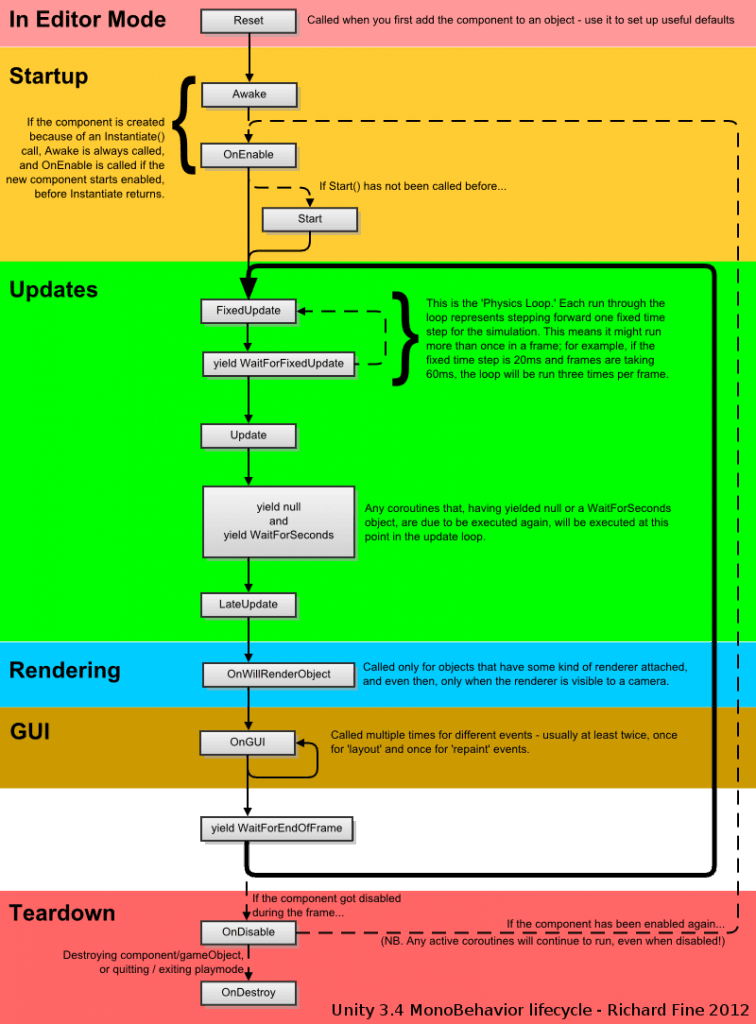 In Editor Mode
Reset
Called when you first add the component to an object - use it to set up useful defaults
Startup
Awake
If the component is created
because of an Instantiate()
call, Awake is always called,
and OnEnable is called if the
new component starts enabled,
before Instantiate returns.
OnEnable
If Start() has not been called before...
Start
Updates
FixedUpdate
This is the 'Physics Loop.' Each run through the
loop represents stepping forward one fixed time
step for the simulation. This means it might run
more than once in a frame; for example, if the
fixed time step is 20ms and frames are taking
60ms, the loop will be run three times per frame.
yield WaitForFixedUpdate
Update
yield null
and
yield WaitForSeconds
Any coroutines that, having yielded null or a WaitForSeconds
object, are due to be executed again, will be executed at this
point in the update loop.
LateUpdate
Rendering
OnWillRenderObject
Called only for objects that have some kind of renderer attached,
and even then, only when the renderer is visible to a camera.
GUI
OnGUI
Called multiple times for different events - usually at least twice, once
for 'layout' and once for 'repaint' events.
yield WaitForEndOfFrame
Teardown
If the component got disabled
during the frame...
OnDisable
If the component has been enabled again...
(NB. Any active coroutines will continue to run, even when disabled!)
Destroying component/gameObject,
or quitting / exiting playmode
OnDestroy
Unity 3.4 MonoBehavior lifecycle - Richard Fine 2012